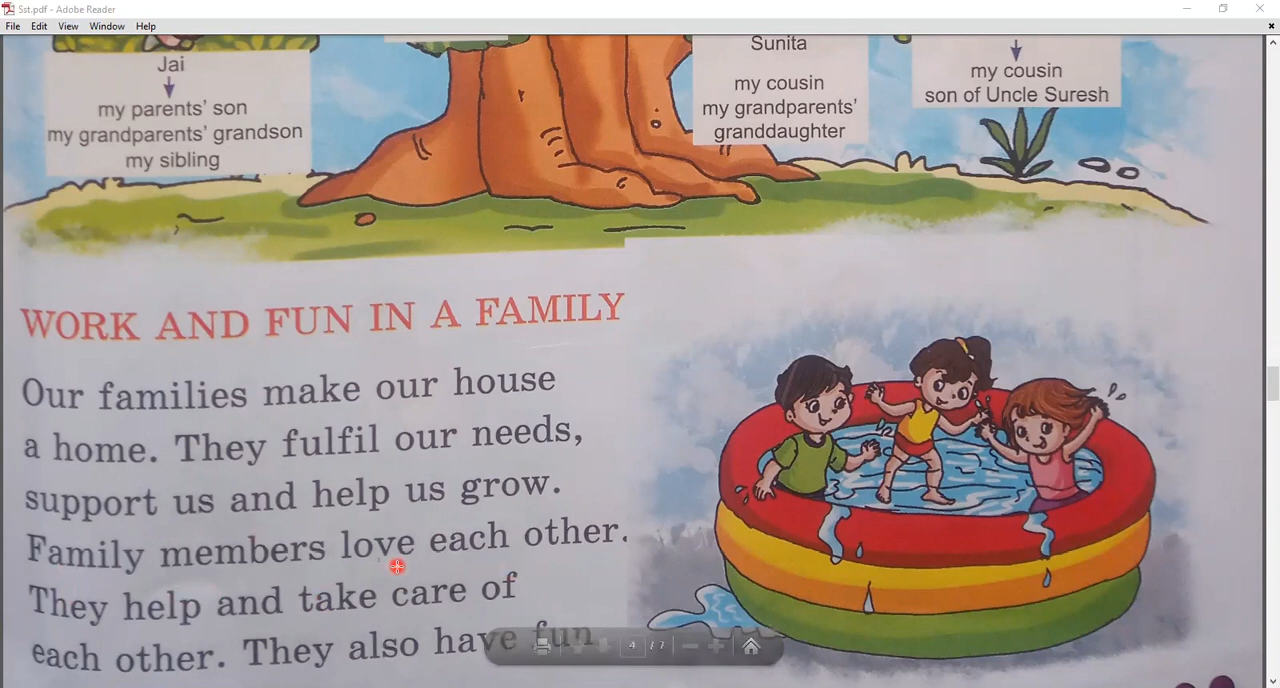 Sst.pdf - Adobe Reader
File Edit View Window Help
Jai
my parents' son
my grandparents' grandson
my sibling
Sunita
my cousin
my grandparents'
granddaughter
my cousin
son of Uncle Suresh
WORK AND FUN IN A FAMILY
Our families make our house
a home. They fulfil our needs,
support us and help us grow.
Family members love each other.
They help and take care of
each other. They also have fun
4 / 7